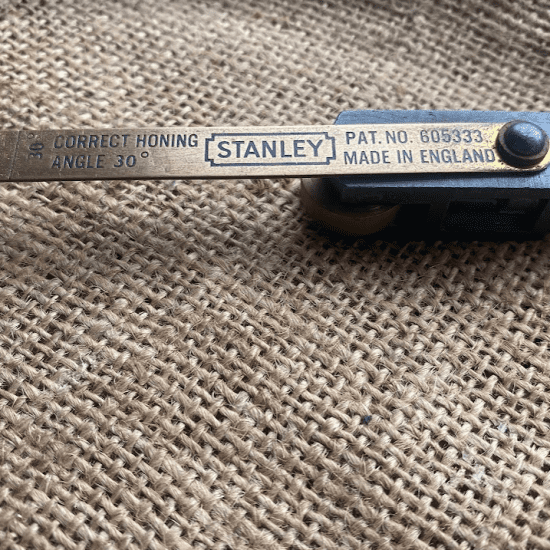 30°
CORRECT HONING
ANGLE 30°
STANLEY
PAT. NO. 605333
MADE IN ENGLAND